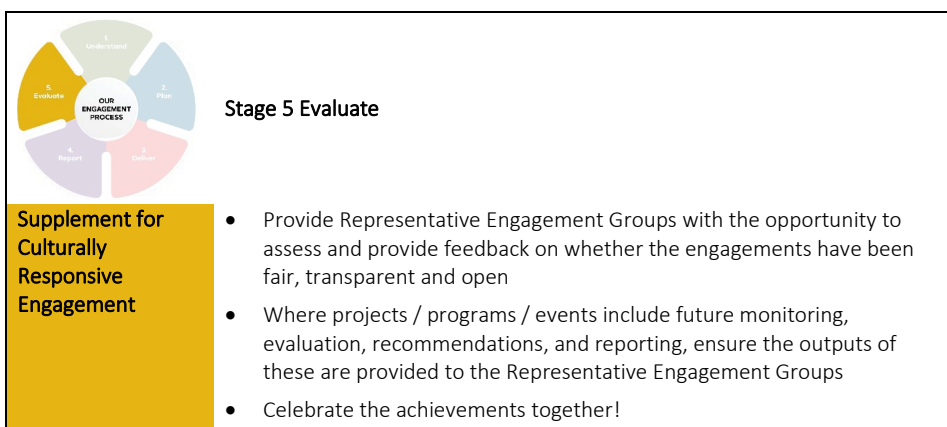 1.
Understand
5.
Evaluate
2.
Plan
OUR
ENGAGEMENT
PROCESS
4.
Report
3.
Deliver
Stage 5 Evaluate
Supplement for
Culturally
Responsive
Engagement
• Provide Representative Engagement Groups with the opportunity to
assess and provide feedback on whether the engagements have been
fair, transparent and open
• Where projects / programs / events include future monitoring,
evaluation, recommendations, and reporting, ensure the outputs of
these are provided to the Representative Engagement Groups
• Celebrate the achievements together!